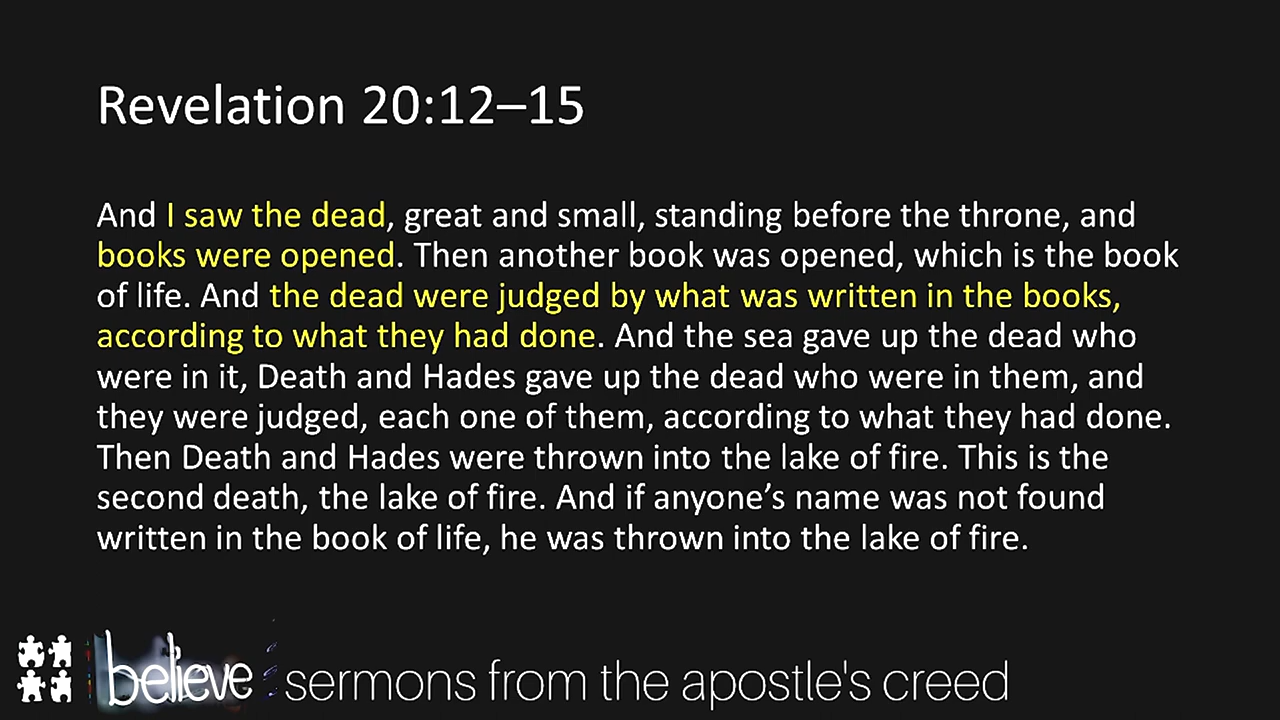 Revelation 20:12–15
And I saw the dead, great and small, standing before the throne, and
books were opened. Then another book was opened, which is the book
of life. And the dead were judged by what was written in the books,
according to what they had done. And the sea gave up the dead who
were in it, Death and Hades gave up the dead who were in them, and
they were judged, each one of them, according to what they had done.
Then Death and Hades were thrown into the lake of fire. This is the
second death, the lake of fire. And if anyone’s name was not found
written in the book of life, he was thrown into the lake of fire.
believe sermons from the apostle's creed